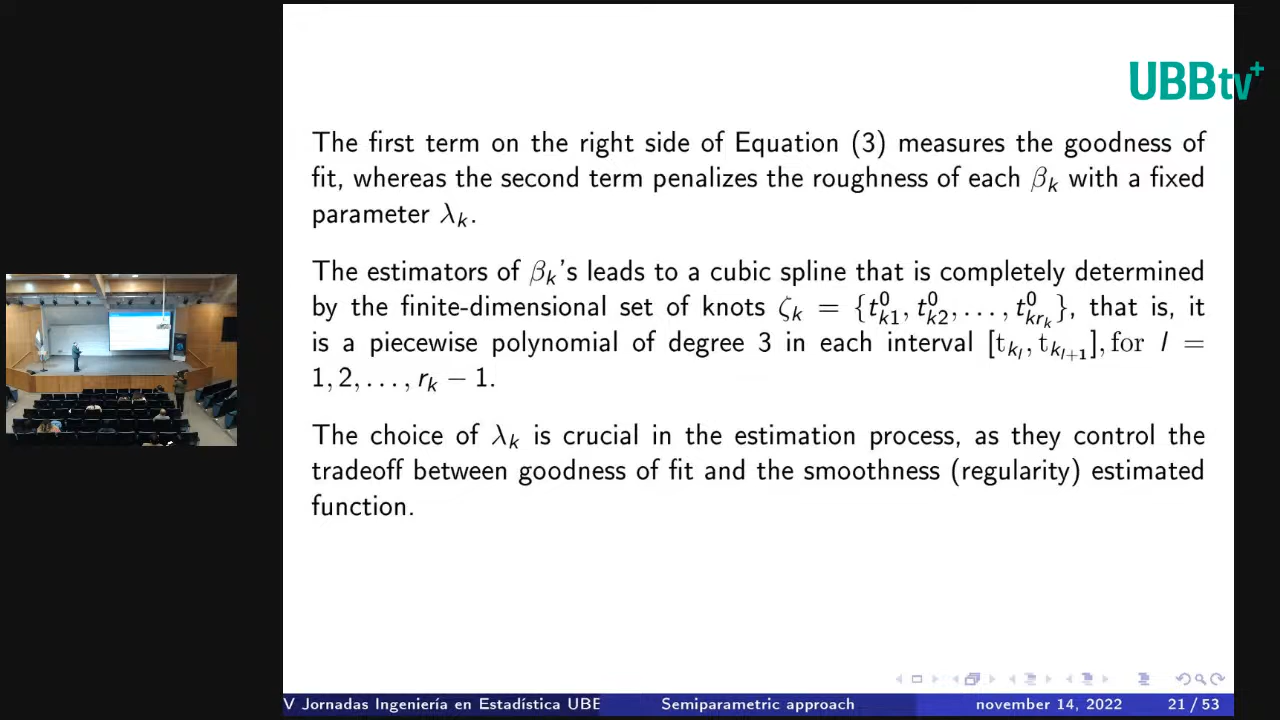 UBBtv+
The first term on the right side of Equation (3) measures the goodness of
fit, whereas the second term penalizes the roughness of each βₖ with a fixed
parameter λₖ.
The estimators of βₖ's leads to a cubic spline that is completely determined
by the finite-dimensional set of knots ζₖ = {t⁰ₖ₁, t⁰ₖ₂, . . . , t⁰ₖᵣₖ}, that is, it
is a piecewise polynomial of degree 3 in each interval [t_{k_l}, t_{k_{l+1}}], for l =
1, 2, . . . , rₖ − 1.
The choice of λₖ is crucial in the estimation process, as they control the
tradeoff between goodness of fit and the smoothness (regularity) estimated
function.
V Jornadas Ingeniería en Estadística UBB Semiparametric approach november 14, 2022 21 / 53